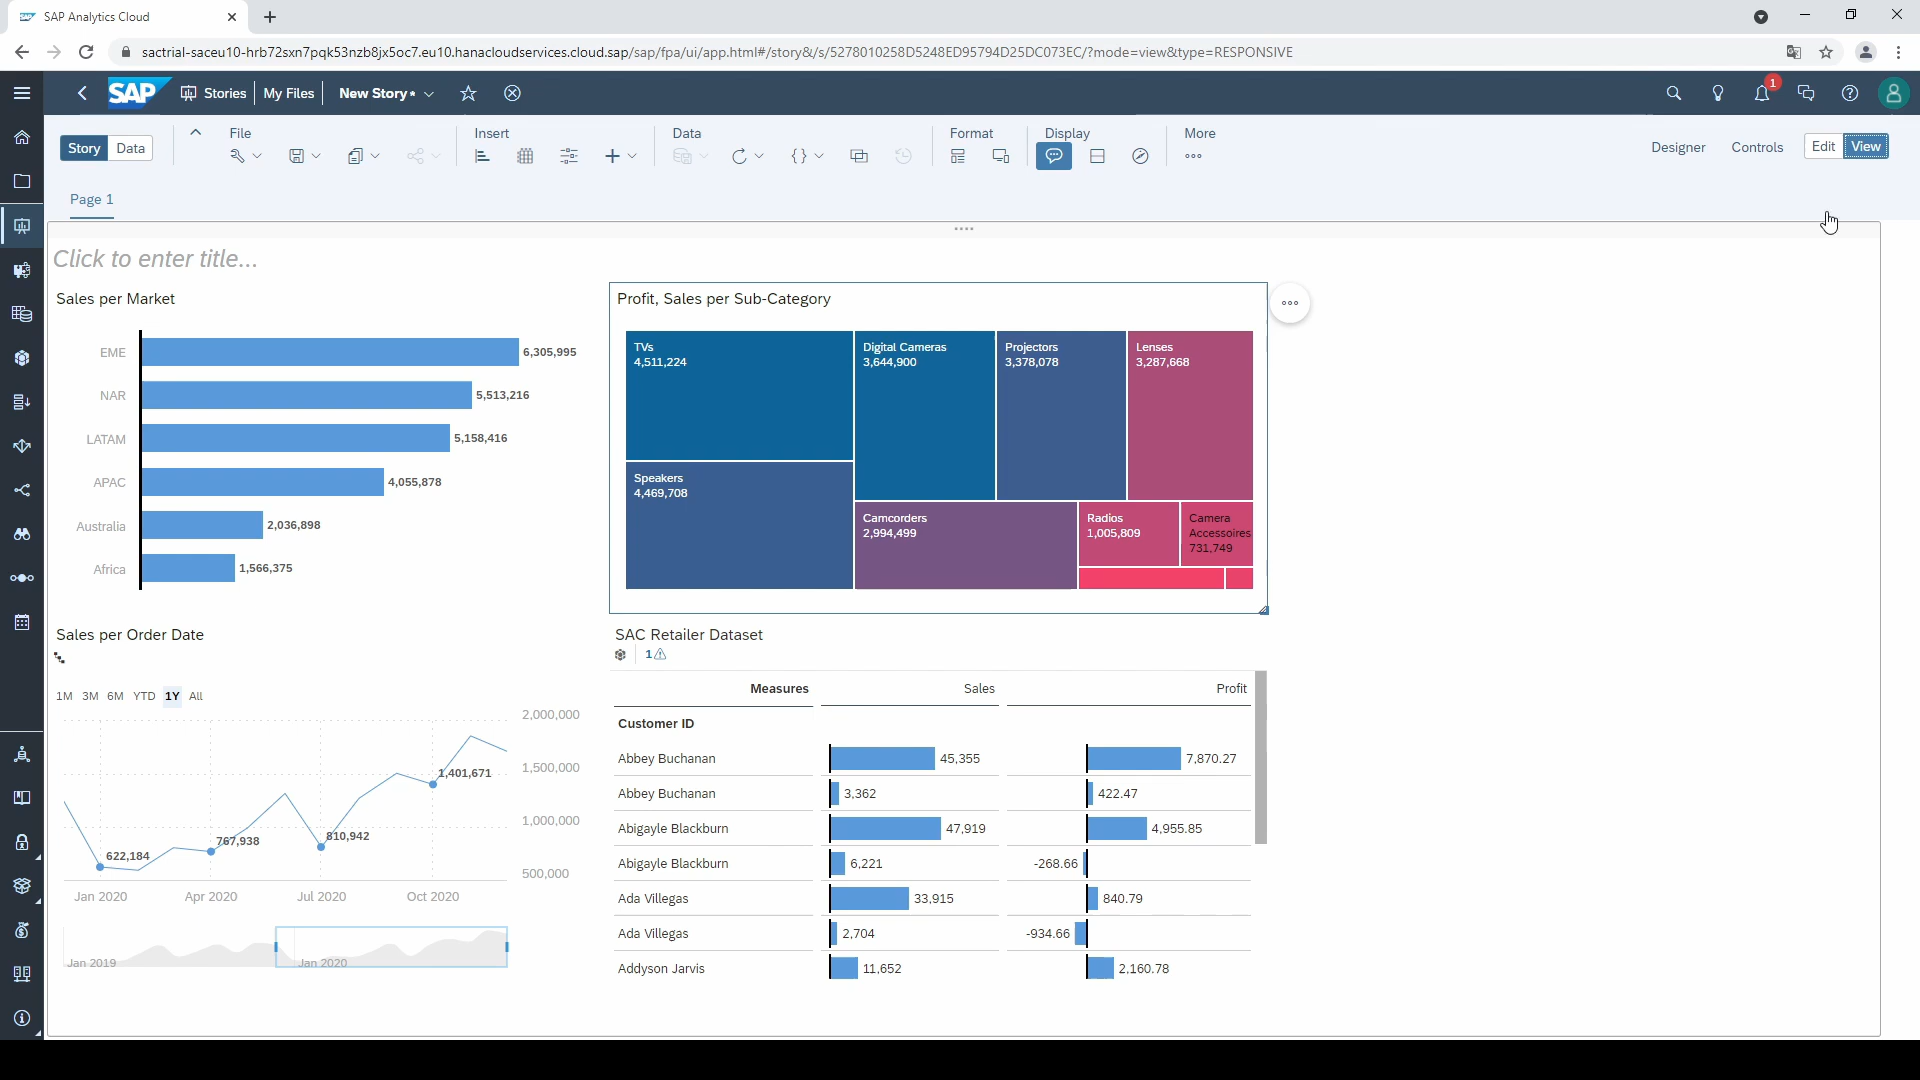 SAP Analytics Cloud
sactrial-saceu10-hrb72sxn7pqk53nzb8jx5oc7.eu10.hanacloudservices.cloud.sap/sap/fpa/ui/app.html#/story&/s/5278010258D5248ED95794D25DC073EC/?mode=view&type=RESPONSIVE
SAP Stories My Files New Story* 1
Story Data
File Insert Data Format Display More
Designer Controls Edit View
Page 1
Click to enter title...
Sales per Market
EME 6,305,995
NAR 5,513,216
LATAM 5,158,416
APAC 4,055,878
Australia 2,036,898
Africa 1,566,375
Profit, Sales per Sub-Category
TVs
4,511,224
Digital Cameras
3,644,900
Projectors
3,378,078
Lenses
3,287,668
Speakers
4,469,708
Camcorders
2,994,499
Radios
1,005,809
Camera
Accessoires
731,749
Sales per Order Date
1M 3M 6M YTD 1Y All
2,000,000
1,500,000
1,000,000
500,000
622,184
767,938
810,942
1,401,671
Jan 2020 Apr 2020 Jul 2020 Oct 2020
Jan 2019 Jan 2020
SAC Retailer Dataset
1
Measures Sales Profit
Customer ID
Abbey Buchanan 45,355 7,870.27
Abbey Buchanan 3,362 422.47
Abigayle Blackburn 47,919 4,955.85
Abigayle Blackburn 6,221 -268.66
Ada Villegas 33,915 840.79
Ada Villegas 2,704 -934.66
Addyson Jarvis 11,652 2,160.78